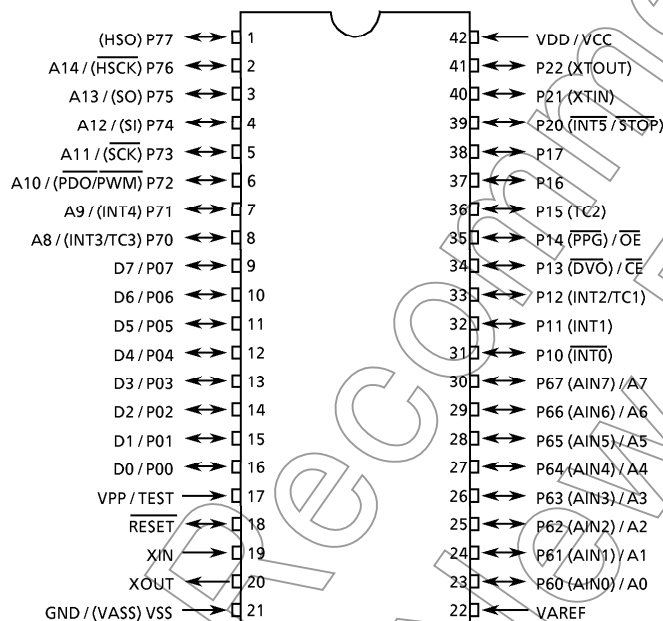 (HSO) P77 1 42 VDD / VCC
A14 / (HSCK) P76 2 41 P22 (XTOUT)
A13 / (SO) P75 3 40 P21 (XTIN)
A12 / (SI) P74 4 39 P20 (INT5 / STOP)
A11 / (SCK) P73 5 38 P17
A10 / (PDO/PWM) P72 6 37 P16
A9 / (INT4) P71 7 36 P15 (TC2)
A8 / (INT3/TC3) P70 8 35 P14 (PPG) / OE
D7 / P07 9 34 P13 (DVO) / CE
D6 / P06 10 33 P12 (INT2/TC1)
D5 / P05 11 32 P11 (INT1)
D4 / P04 12 31 P10 (INT0)
D3 / P03 13 30 P67 (AIN7) / A7
D2 / P02 14 29 P66 (AIN6) / A6
D1 / P01 15 28 P65 (AIN5) / A5
D0 / P00 16 27 P64 (AIN4) / A4
VPP / TEST 17 26 P63 (AIN3) / A3
RESET 18 25 P62 (AIN2) / A2
XIN 19 24 P61 (AIN1) / A1
XOUT 20 23 P60 (AIN0) / A0
GND / (VASS) VSS 21 22 VAREF